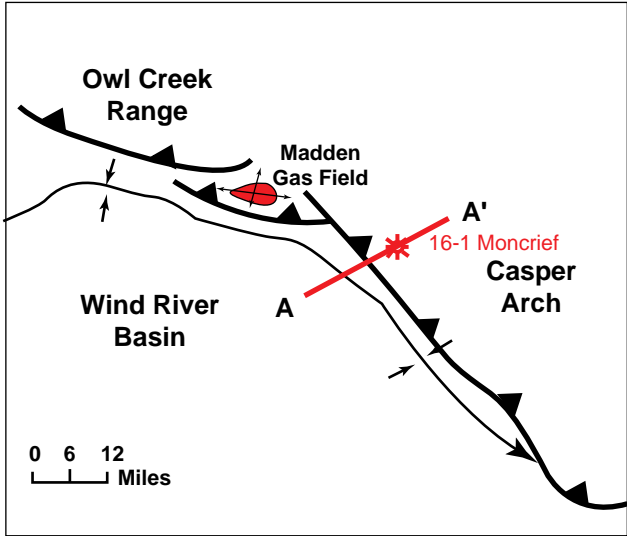 Owl Creek
Range
Madden
Gas Field
A'
16-1 Moncrief
Casper
Arch
A
Wind River
Basin
0 6 12
Miles